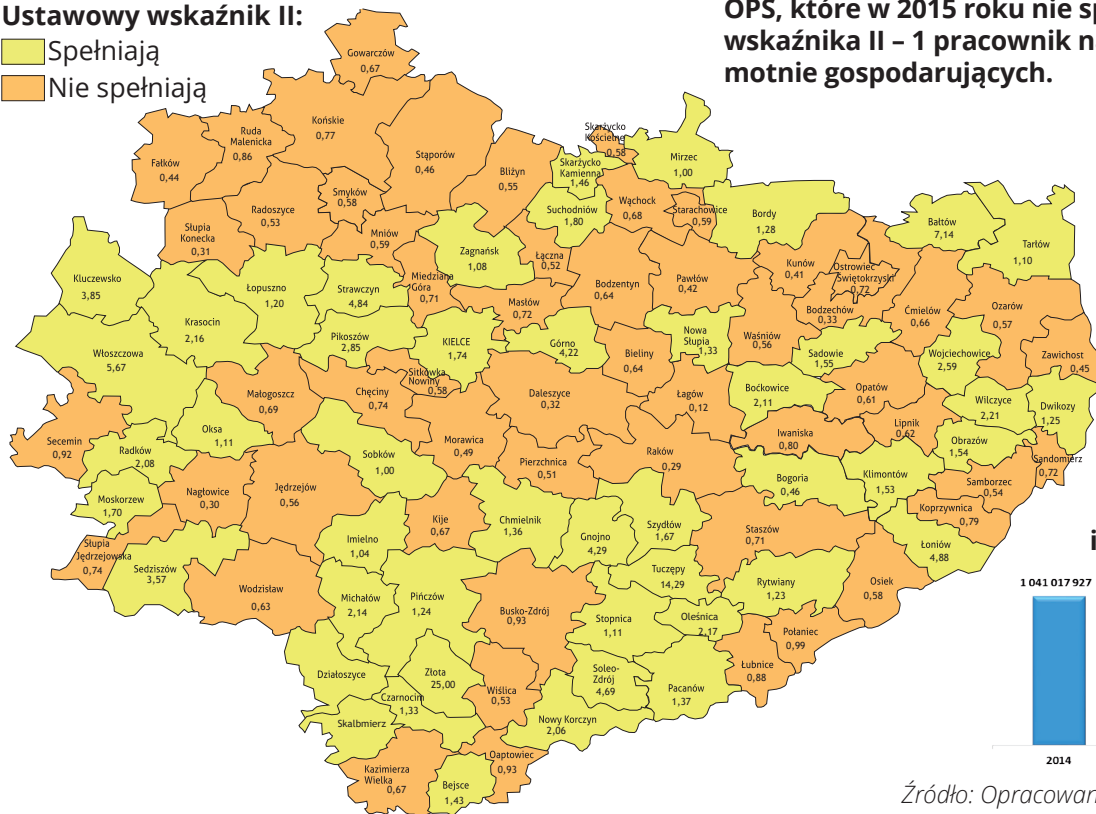 Ustawowy wskaźnik II:
Spełniają
Nie spełniają
OPS, które w 2015 roku nie sp
wskaźnika II – 1 pracownik n
motnie gospodarujących.
Gowarczów
0,67
Końskie
0,77
Ruda
Malenicka
0,86
Fałków
0,44
Stąporów
0,46
Smyków
0,58
Radoszyce
0,53
Słupia
Konecka
0,31
Mniów
0,59
Bliżyn
0,55
Skarżycko
Kościelne
0,58
Skarżycko
Kamienna
1,46
Mirzec
1,00
Suchodniów
1,80
Wąchock
0,68
Starachowice
0,59
Bordy
1,28
Bałtów
7,14
Tarłów
1,10
Kluczewsko
3,85
Łopuszno
1,20
Strawczyn
4,84
Miedziana
Góra
0,71
Zagnańsk
1,08
Łączna
0,52
Masłów
0,72
Bodzentyn
0,64
Pawłów
0,42
Kunów
0,41
Ostrowiec
Świętokrzyski
0,72
Bodzechów
0,33
Ćmielów
0,66
Ozarów
0,57
Krasocin
2,16
Włoszczowa
5,67
Pikoszów
2,85
KIELCE
1,74
Górno
4,22
Bieliny
0,64
Nowa
Słupia
1,33
Waśniów
0,56
Sadowie
1,55
Wojciechowice
2,59
Zawichost
0,45
Małogoszcz
0,69
Chęciny
0,74
Sitkówka
Nowiny
0,58
Daleszyce
0,32
Łagów
0,12
Boćkowice
2,11
Opatów
0,61
Wilczyce
2,21
Dwikozy
1,25
Secemin
0,92
Oksa
1,11
Radków
2,08
Sobków
1,00
Morawica
0,49
Pierzchnica
0,51
Raków
0,29
Iwaniska
0,80
Lipnik
0,62
Obrazów
1,54
Sandomierz
0,72
Moskorzew
1,70
Nagłowice
0,30
Jędrzejów
0,56
Bogoria
0,46
Klimontów
1,53
Samborzec
0,54
Koprzywnica
0,79
Słupia
Jędrzejowska
0,74
Sedziszów
3,57
Imielno
1,04
Kije
0,67
Chmielnik
1,36
Gnojno
4,29
Szydłów
1,67
Staszów
0,71
Łoniów
4,88
i
Wodzisław
0,63
Michałów
2,14
Pińczów
1,24
Busko-Zdrój
0,93
Tuczępy
14,29
Rytwiany
1,23
Osiek
0,58
1 041 017 927
Stopnica
1,11
Oleśnica
2,17
Połaniec
0,99
Łubnice
0,88
Działoszyce
Złota
25,00
Czarnocin
1,33
Wiślica
0,53
Soleo-
Zdrój
4,69
Pacanów
1,37
Skalbmierz
Nowy Korczyn
2,06
Kazimierza
Wielka
0,67
Bejsce
1,43
Oaptowiec
0,93
2014
Źródło: Opracowan